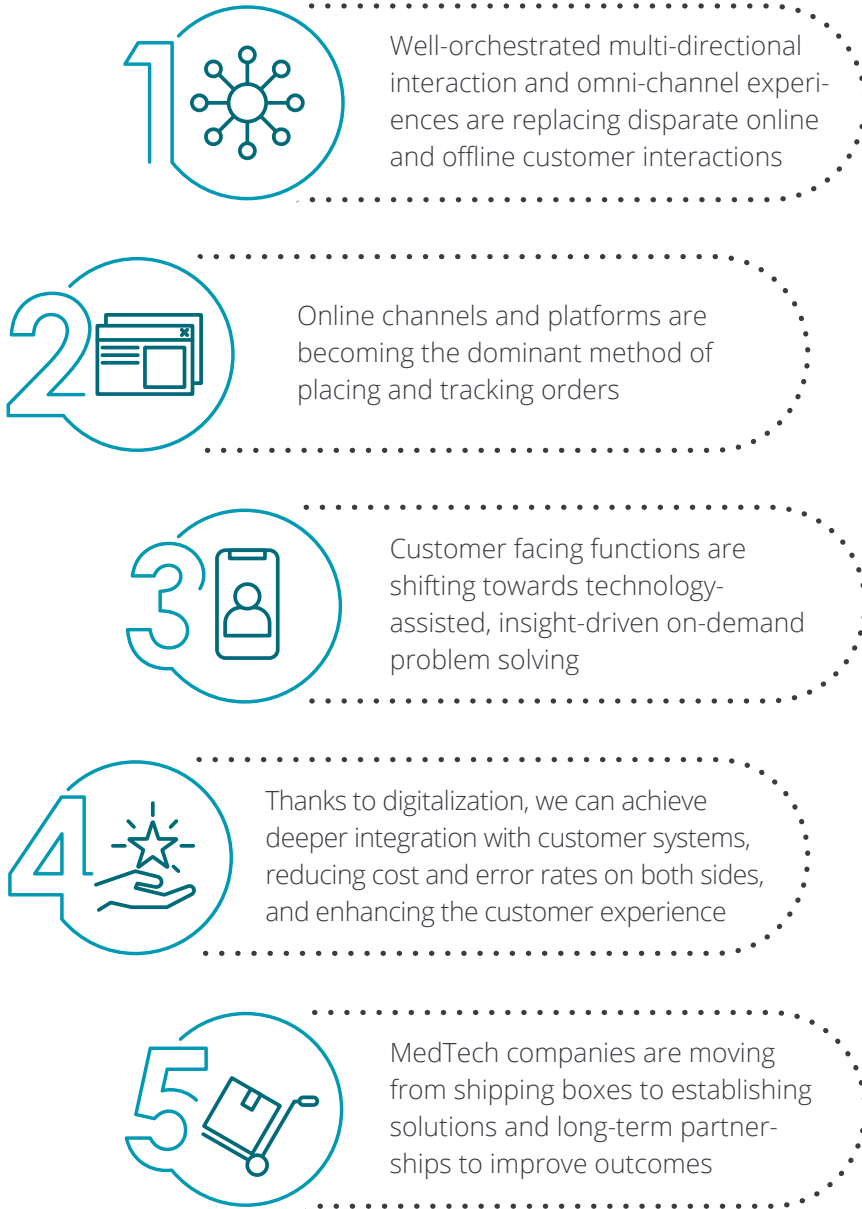 1
Well-orchestrated multi-directional
interaction and omni-channel experi-
ences are replacing disparate online
and offline customer interactions
2
Online channels and platforms are
becoming the dominant method of
placing and tracking orders
3
Customer facing functions are
shifting towards technology-
assisted, insight-driven on-demand
problem solving
4
Thanks to digitalization, we can achieve
deeper integration with customer systems,
reducing cost and error rates on both sides,
and enhancing the customer experience
5
MedTech companies are moving
from shipping boxes to establishing
solutions and long-term partner-
ships to improve outcomes